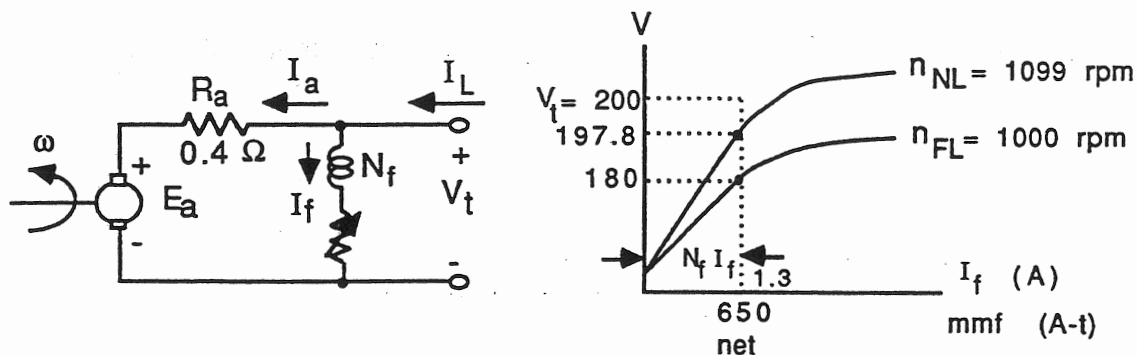 I_a
I_L
R_a
0.4 Ω
ω
+
E_a
-
I_f
N_f
+
V_t
-
V
n_NL = 1099 rpm
V_t = 200
197.8
n_FL = 1000 rpm
180
N_f I_f
1.3
I_f (A)
650
mmf (A-t)
net